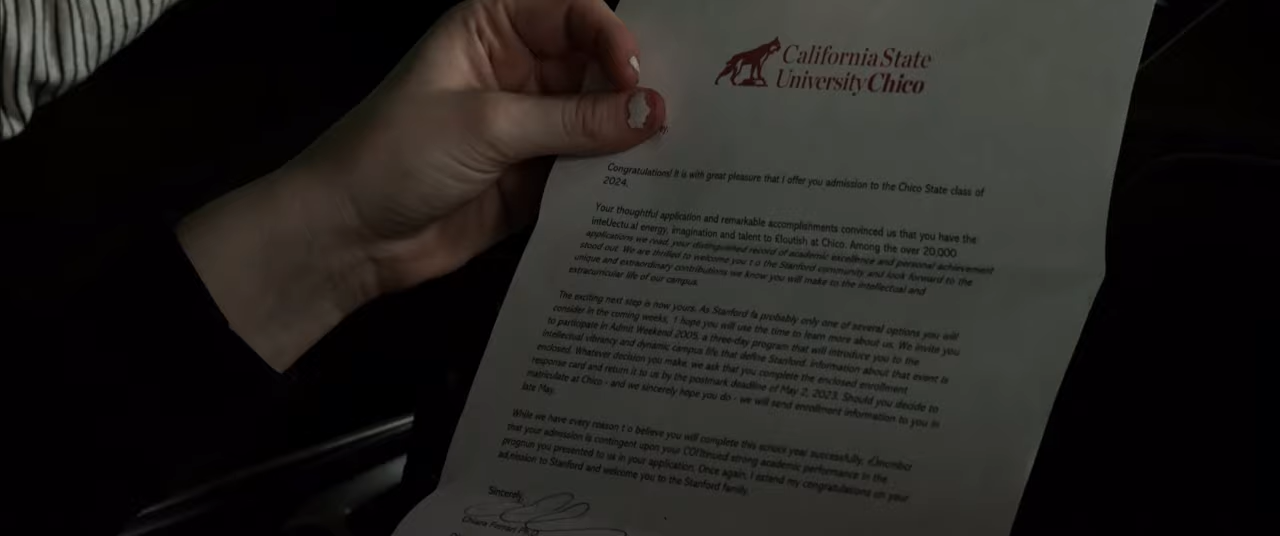 California State
University Chico
Congratulations! It is with great pleasure that I offer you admission to the Chico State class of
2024.
Your thoughtful application and remarkable accomplishments convinced us that you have the
intelUectu.al energy, imagination and talent to £loutish at Chico. Among the over 20,000
applications we read, your distinguished record of academic excellence and personal achievement
stood out. We are thrilled to welcome you t o the Stanford community and look forward to the
unique and extraordinary contributions we know you will make to the intellectual and
extracurricular life of our campus.
The exciting next step is now yours. As Stanford fa probably only one of several options you will
consider in the coming weeks, 1 hope you will use the time to learn more about us. We invite you
to participate in Admit Weekend 2005, a three-day program that will introduce you to the
intellectual vibrancy and dynamic campus life that define Stanford. Information about that event is
enclosed. Whatever decision you make, we ask that you complete the enclosed enrollment
response card and return it to us by the postmark deadline of May 2, 2023. Should you decide to
matriculate at Chico - and we sincerely hope you do - we will send enrollment information to you in
late May.
While we have every reason t o believe you will complete this school year successfully,
that your admission is contingent upon your strong academic performance in the
you presented to us in your application. Once again, I extend my congratulations on your
ad.mission to Stanford and welcome you to the Stanford family.
Sincerely,
Chiara Ferrari PH.D